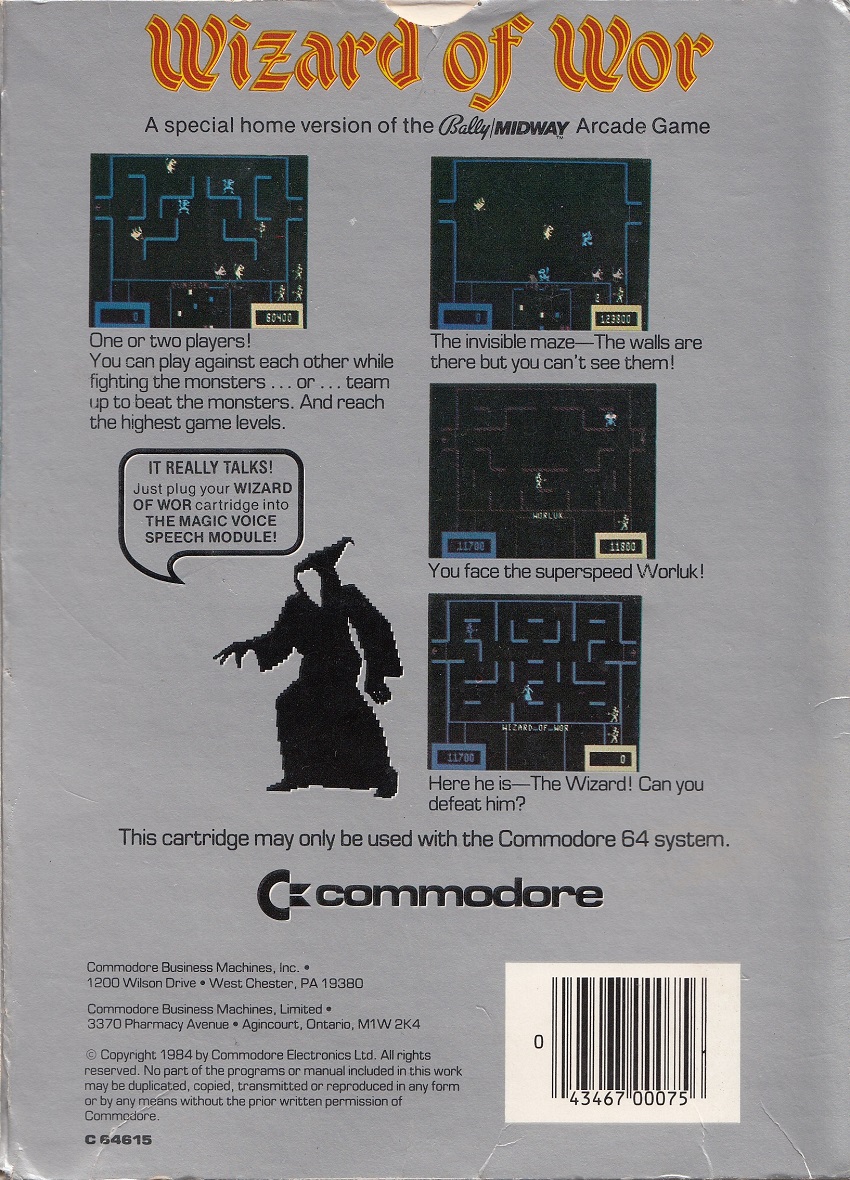 Wizard of Wor
A special home version of the Bally/MIDWAY™ Arcade Game
DUNGEON
0
80400
One or two players!
You can play against each other while
fighting the monsters ... or ... team
up to beat the monsters. And reach
the highest game levels.
2
0
123800
The invisible maze—The walls are
there but you can't see them!
WORLUK
11700
11800
You face the superspeed Worluk!
IT REALLY TALKS!
Just plug your WIZARD
OF WOR cartridge into
THE MAGIC VOICE
SPEECH MODULE!
WIZARD OF WOR
11700
0
Here he is—The Wizard! Can you
defeat him?
This cartridge may only be used with the Commodore 64 system.
commodore
Commodore Business Machines, Inc. •
1200 Wilson Drive • West Chester, PA 19380
Commodore Business Machines, Limited •
3370 Pharmacy Avenue • Agincourt, Ontario, M1W 2K4
© Copyright 1984 by Commodore Electronics Ltd. All rights
reserved. No part of the programs or manual included in this work
may be duplicated, copied, transmitted or reproduced in any form
or by any means without the prior written permission of
Commodore.
C 64615
0
43467 00075